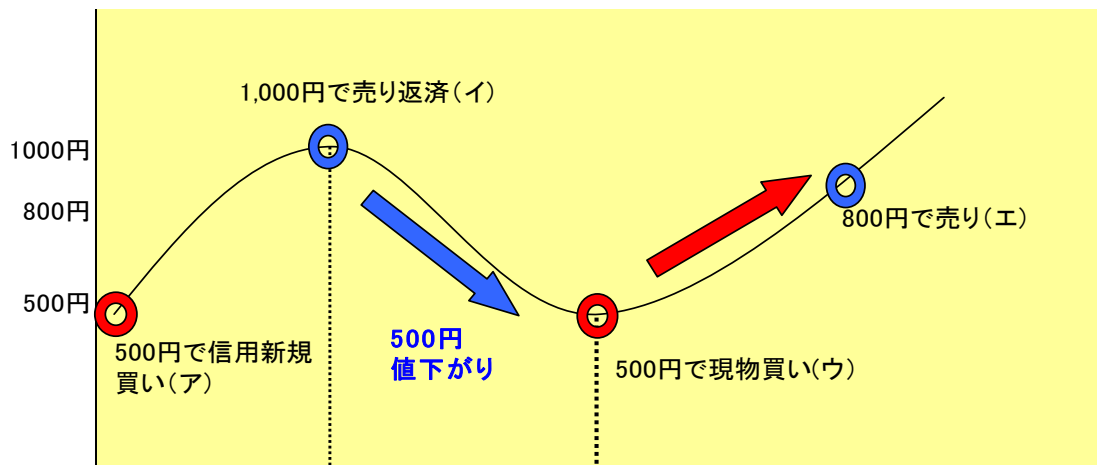 1,000円で売り返済(イ)
1000円
800円
800円で売り(エ)
500円
500円で信用新規
買い(ア)
500円
値下がり
500円で現物買い(ウ)